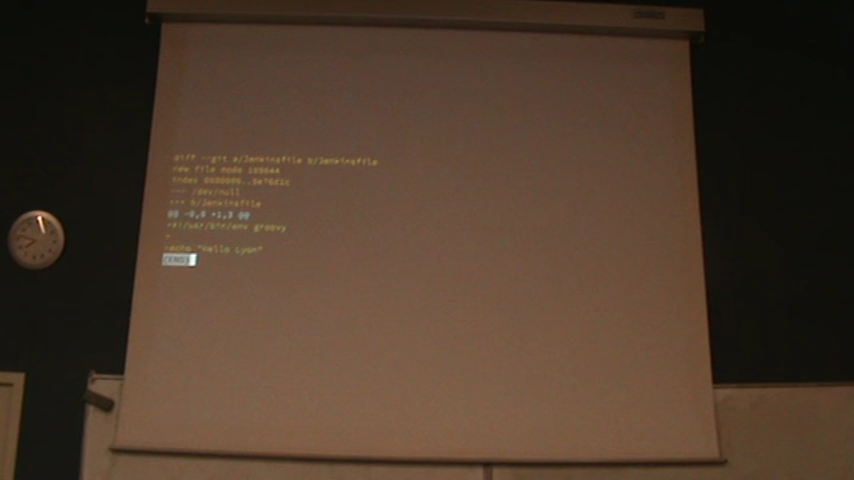 diff --git a/Jenkinsfile b/Jenkinsfile
new file mode 100644
index 0000000..5e76d1c
--- /dev/null
+++ b/Jenkinsfile
@@ -0,0 +1,3 @@
+#!/usr/bin/env groovy
+
+echo "Hello Lyon"
(END)